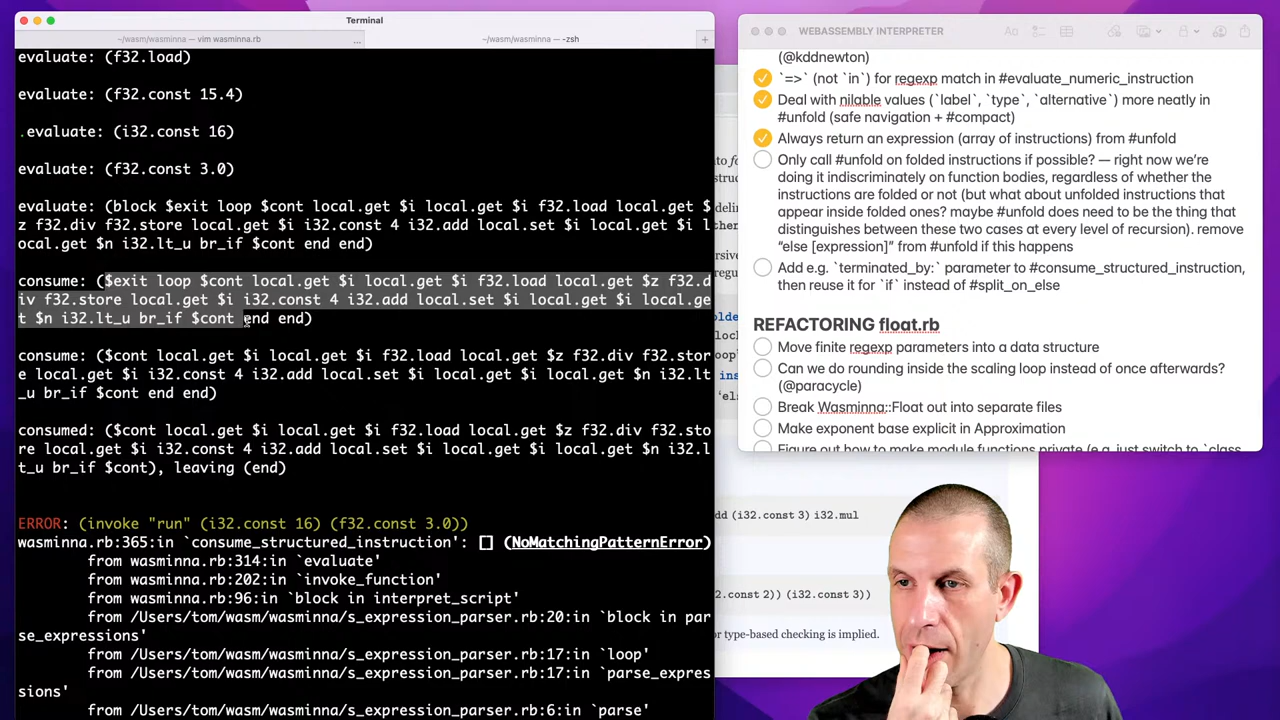 Terminal
~/wasm/wasminna — vim wasminna.rb
...
~/wasm/wasminna — -zsh
+
evaluate: (f32.load)
evaluate: (f32.const 15.4)
.evaluate: (i32.const 16)
evaluate: (f32.const 3.0)
evaluate: (block $exit loop $cont local.get $i local.get $i f32.load local.get $
z f32.div f32.store local.get $i i32.const 4 i32.add local.set $i local.get $i l
ocal.get $n i32.lt_u br_if $cont end end)
consume: ($exit loop $cont local.get $i local.get $i f32.load local.get $z f32.d
iv f32.store local.get $i i32.const 4 i32.add local.set $i local.get $i local.ge
t $n i32.lt_u br_if $cont end end)
consume: ($cont local.get $i local.get $i f32.load local.get $z f32.div f32.stor
e local.get $i i32.const 4 i32.add local.set $i local.get $i local.get $n i32.lt
_u br_if $cont end end)
consumed: ($cont local.get $i local.get $i f32.load local.get $z f32.div f32.sto
re local.get $i i32.const 4 i32.add local.set $i local.get $i local.get $n i32.l
t_u br_if $cont), leaving (end)
ERROR: (invoke "run" (i32.const 16) (f32.const 3.0))
wasminna.rb:365:in `consume_structured_instruction': [] (NoMatchingPatternError)
from wasminna.rb:314:in `evaluate'
from wasminna.rb:202:in `invoke_function'
from wasminna.rb:96:in `block in interpret_script'
from /Users/tom/wasm/wasminna/s_expression_parser.rb:20:in `block in par
se_expressions'
from /Users/tom/wasm/wasminna/s_expression_parser.rb:17:in `loop'
from /Users/tom/wasm/wasminna/s_expression_parser.rb:17:in `parse_expres
sions'
from /Users/tom/wasm/wasminna/s_expression_parser.rb:6:in `parse'
WEBASSEMBLY INTERPRETER
Aa
(@kddnewton)
`=>` (not `in`) for regexp match in #evaluate_numeric_instruction
Deal with nilable values (`label`, `type`, `alternative`) more neatly in
#unfold (safe navigation + #compact)
Always return an expression (array of instructions) from #unfold
Only call #unfold on folded instructions if possible? — right now we're
doing it indiscriminately on function bodies, regardless of whether the
instructions are folded or not (but what about unfolded instructions that
appear inside folded ones? maybe #unfold does need to be the thing that
distinguishes between these two cases at every level of recursion). remove
“else [expression]” from #unfold if this happens
Add e.g. `terminated_by:` parameter to #consume_structured_instruction,
then reuse it for `if` instead of #split_on_else
REFACTORING float.rb
Move finite regexp parameters into a data structure
Can we do rounding inside the scaling loop instead of once afterwards?
(@paracycle)
Break Wasminna::Float out into separate files
Make exponent base explicit in Approximation
Figure out how to make module functions private (e.g. just switch to `class
add (i32.const 3) i32.mul
const 2)) (i32.const 3))
or type-based checking is implied.